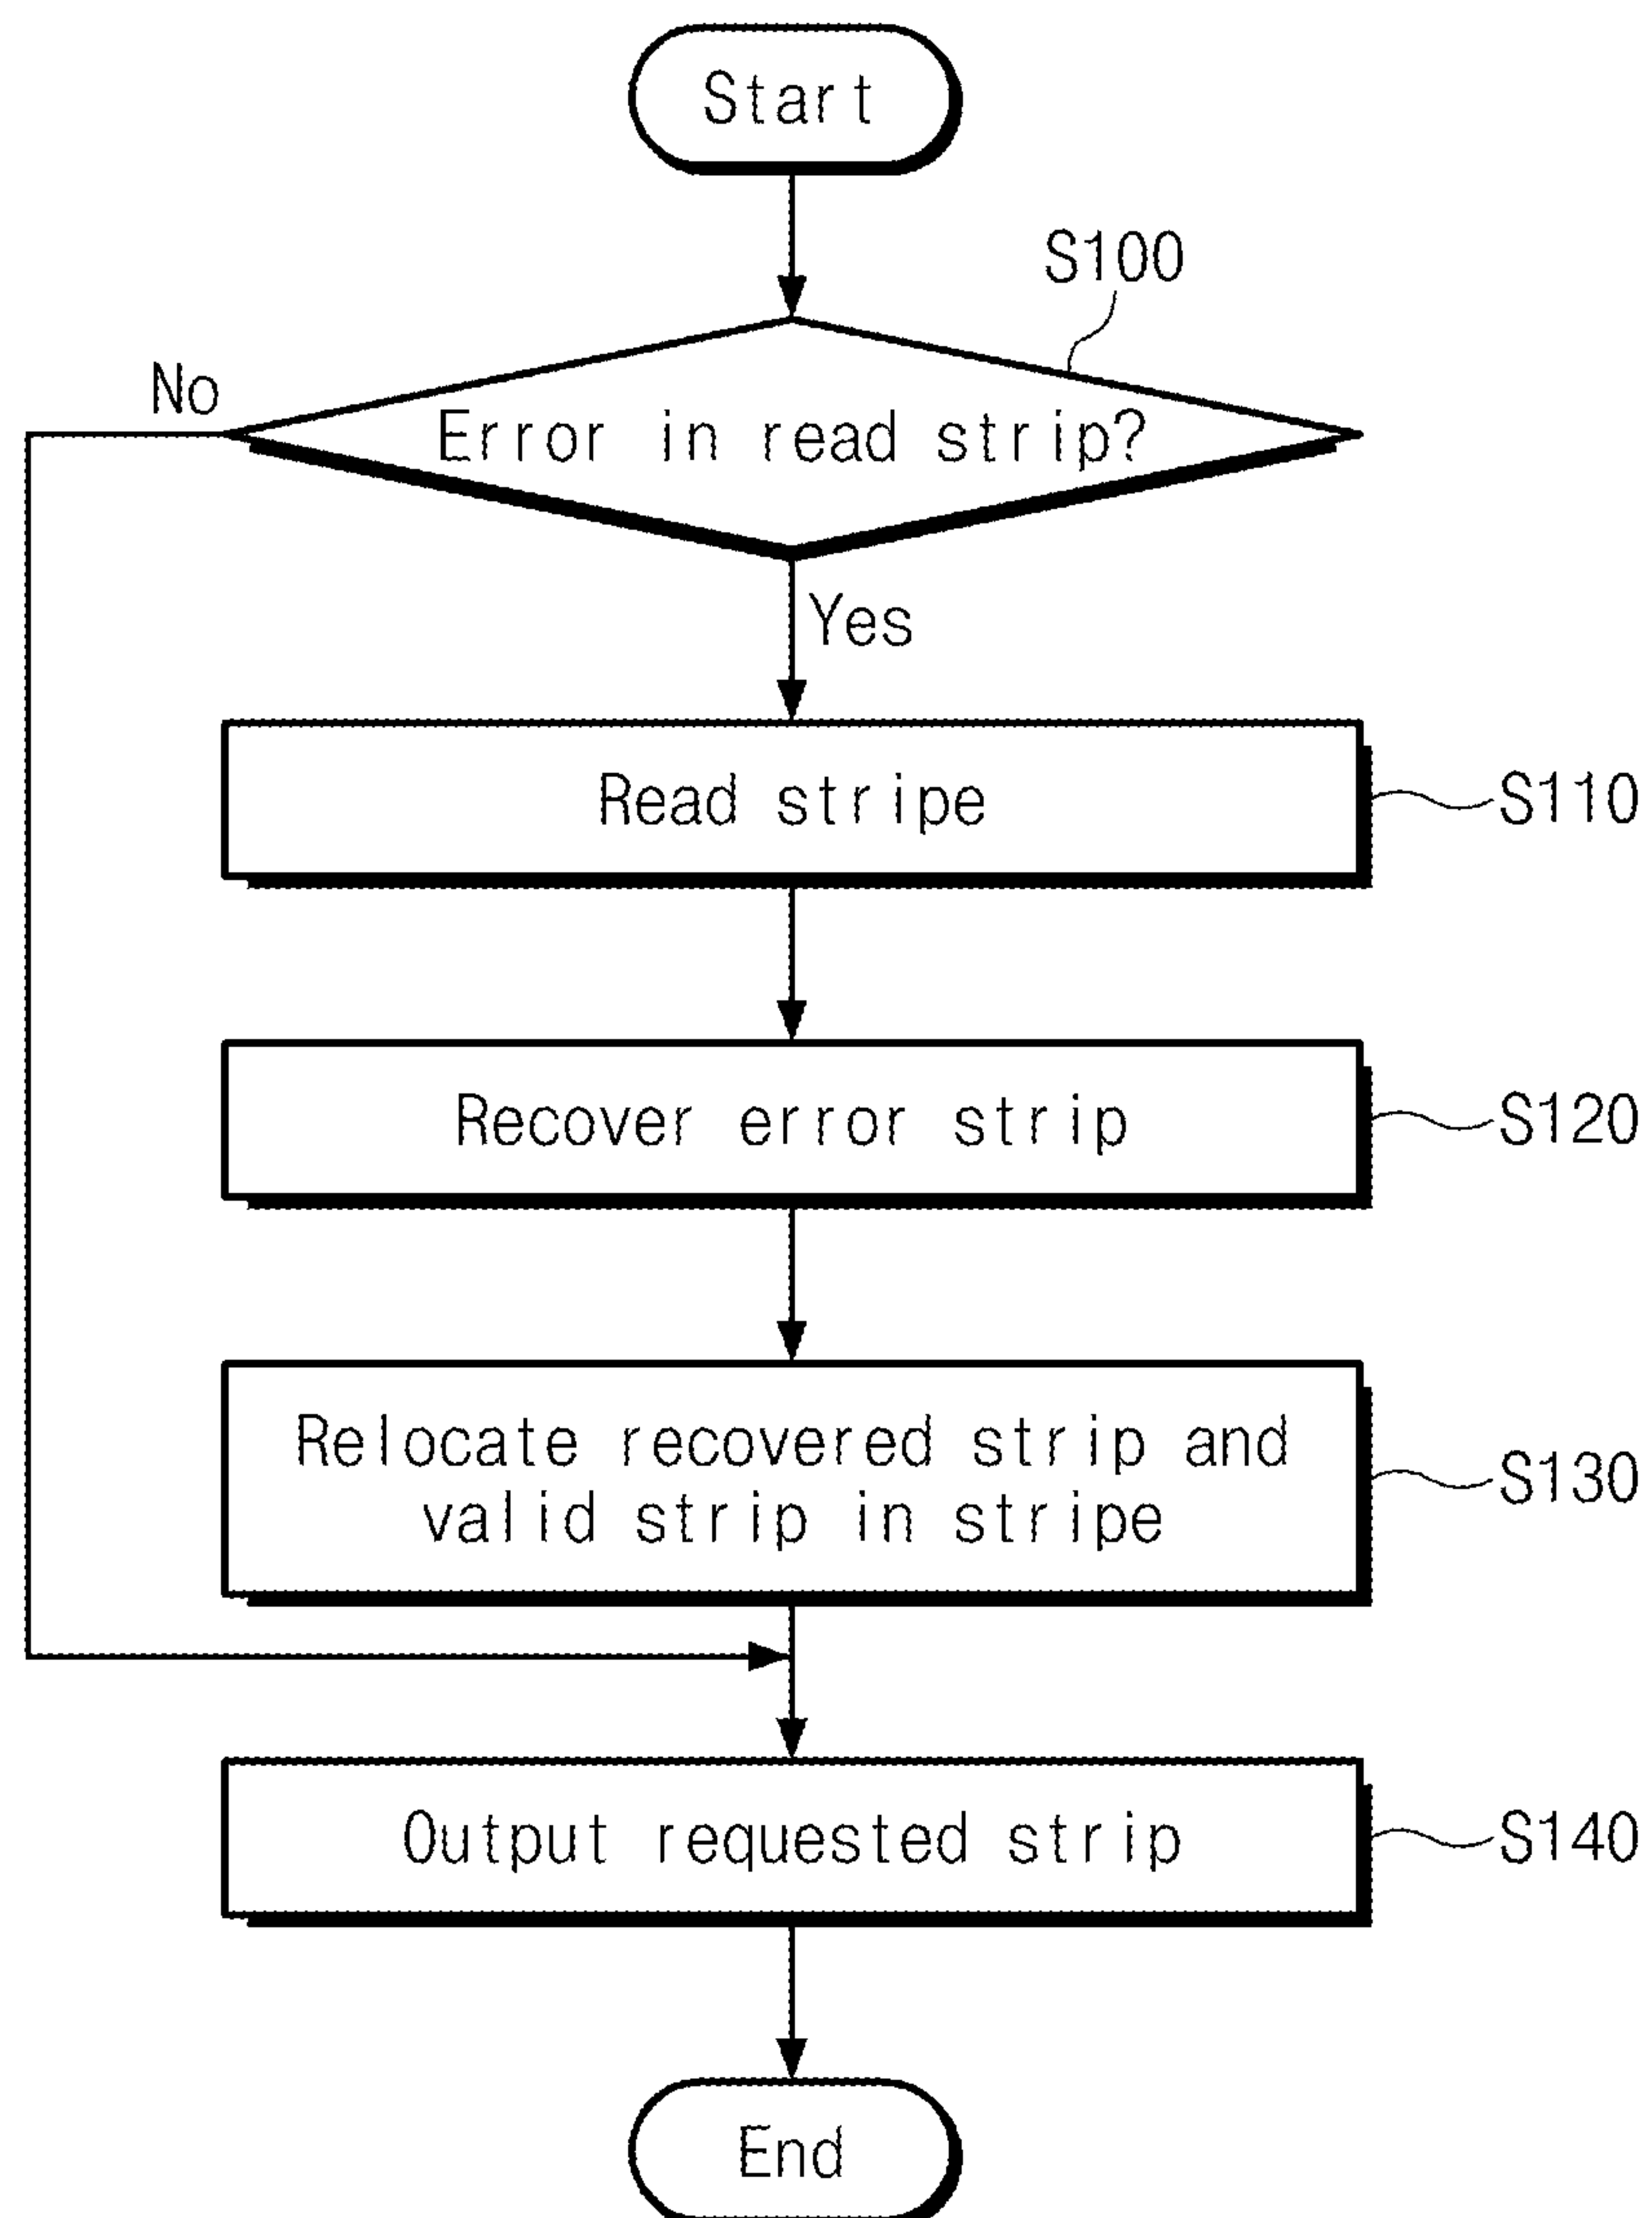 Start
S100
No
Error in read strip?
Yes
Read stripe
S110
Recover error strip
S120
Relocate recovered strip and
valid strip in stripe
S130
Output requested strip
S140
End